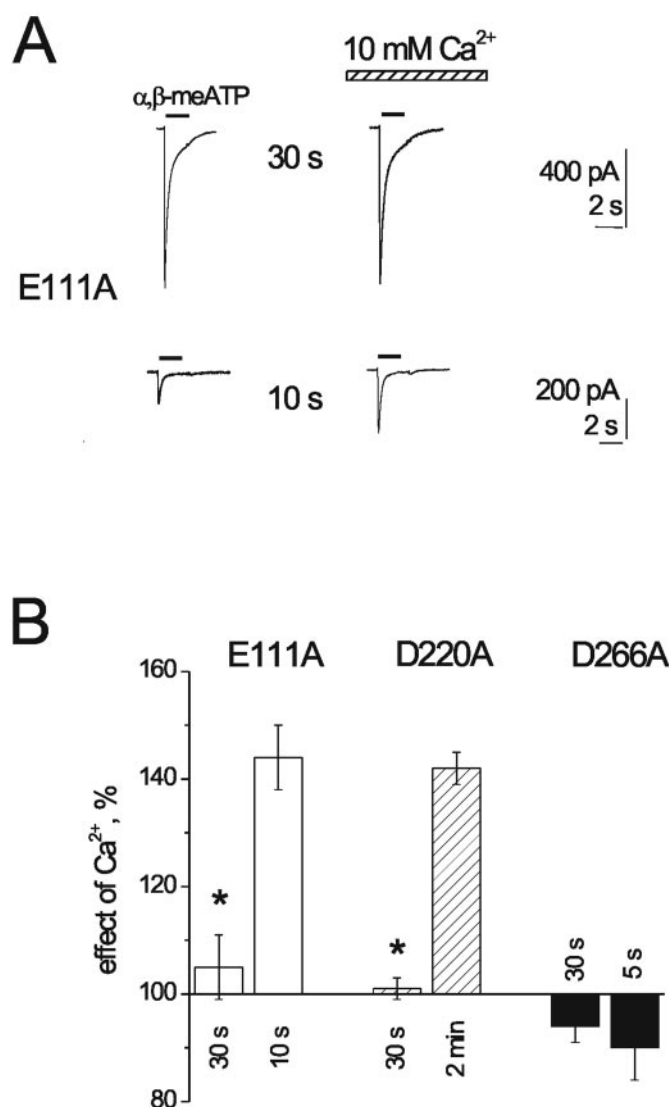 A
10 mM Ca²⁺
α,β-meATP
30 s
400 pA
2 s
E111A
10 s
200 pA
2 s
B
E111A D220A D266A
effect of Ca²⁺, %
160
140
120
100
80
*
*
30 s
10 s
30 s
2 min
30 s
5 s